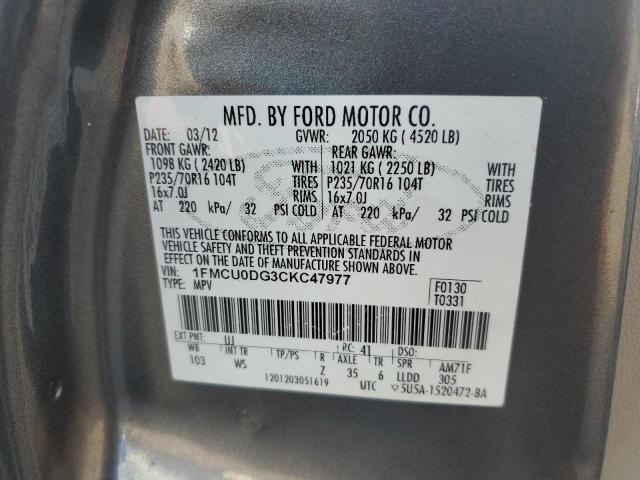 MFD. BY FORD MOTOR CO.
DATE: 03/12 GVWR: 2050 KG ( 4520 LB)
FRONT GAWR: REAR GAWR:
1098 KG ( 2420 LB) WITH 1021 KG ( 2250 LB) WITH
P235/70R16 104T TIRES P235/70R16 104T TIRES
16x7.0J RIMS 16x7.0J RIMS
AT 220 kPa/ 32 PSI COLD AT 220 kPa/ 32 PSI COLD
THIS VEHICLE CONFORMS TO ALL APPLICABLE FEDERAL MOTOR
VEHICLE SAFETY AND THEFT PREVENTION STANDARDS IN
EFFECT ON THE DATE OF MANUFACTURE SHOWN ABOVE.
VIN: 1FMCU0DG3CKC47977 F0130
TYPE: MPV T0331
EXT PNT: UJ RC: 41 DSO:
WB INT TR TP/PS R AXLE TR SPR AM71F
103 WS Z 35 6 LLDD 305
1201203051619 UTC ▽5U5A-1520472-BA